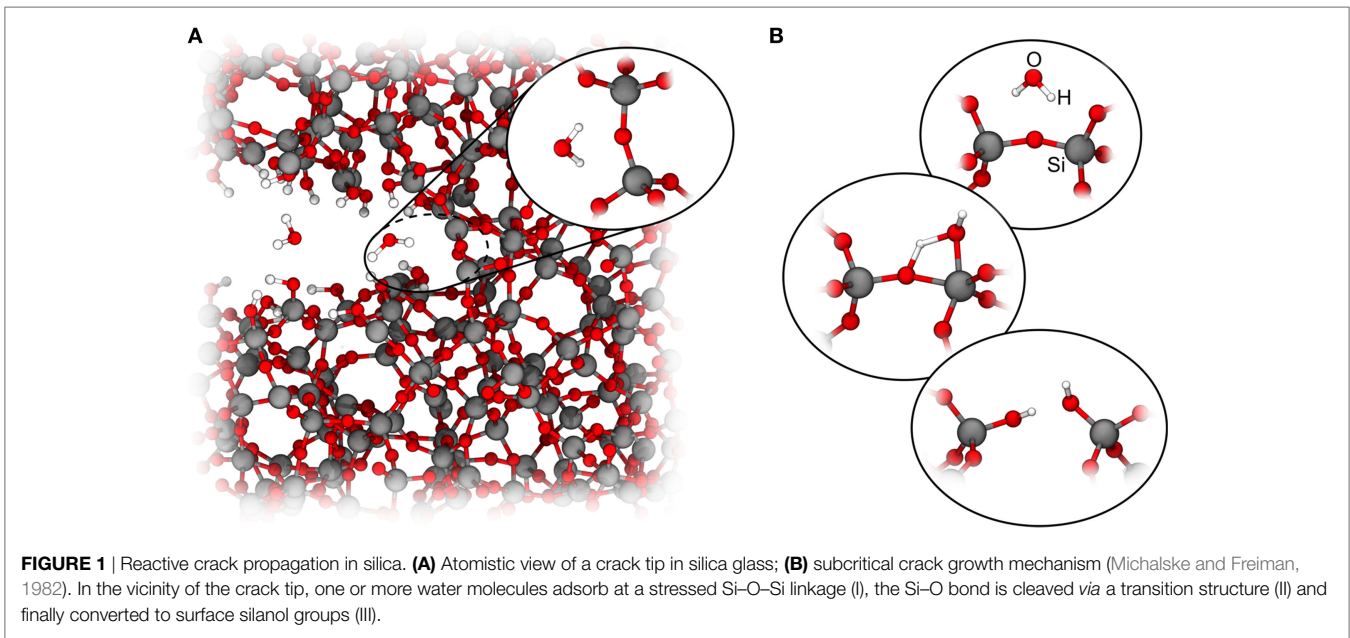 A
B
O
H
Si
FIGURE 1 | Reactive crack propagation in silica. (A) Atomistic view of a crack tip in silica glass; (B) subcritical crack growth mechanism (Michalske and Freiman,
1982). In the vicinity of the crack tip, one or more water molecules adsorb at a stressed Si–O–Si linkage (I), the Si–O bond is cleaved via a transition structure (II) and
finally converted to surface silanol groups (III).